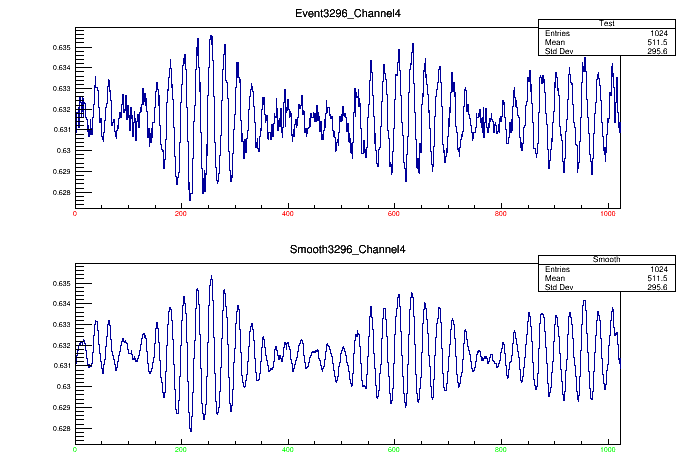 Event3296_Channel4
Test
Entries 1024
Mean 511.5
Std Dev 295.6
0.635
0.634
0.633
0.632
0.631
0.63
0.629
0.628
0 200 400 600 800 1000
Smooth3296_Channel4
Smooth
Entries 1024
Mean 511.5
Std Dev 295.6
0.635
0.634
0.633
0.632
0.631
0.63
0.629
0.628
0 200 400 600 800 1000